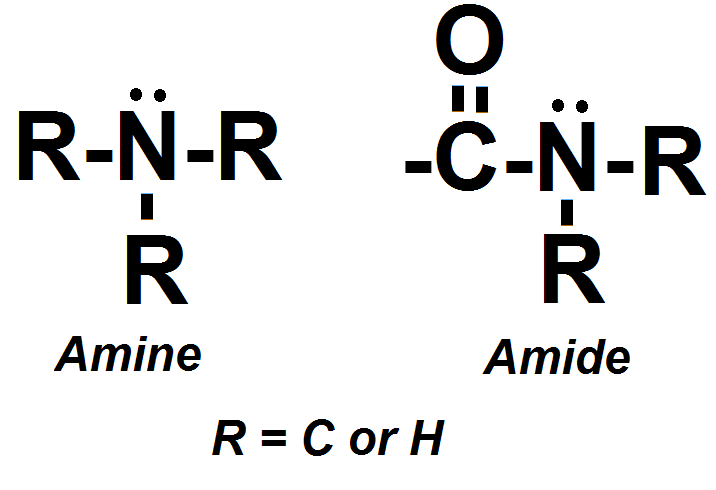 O
R-N-R
-C-N-R
R
R
Amine
Amide
R = C or H